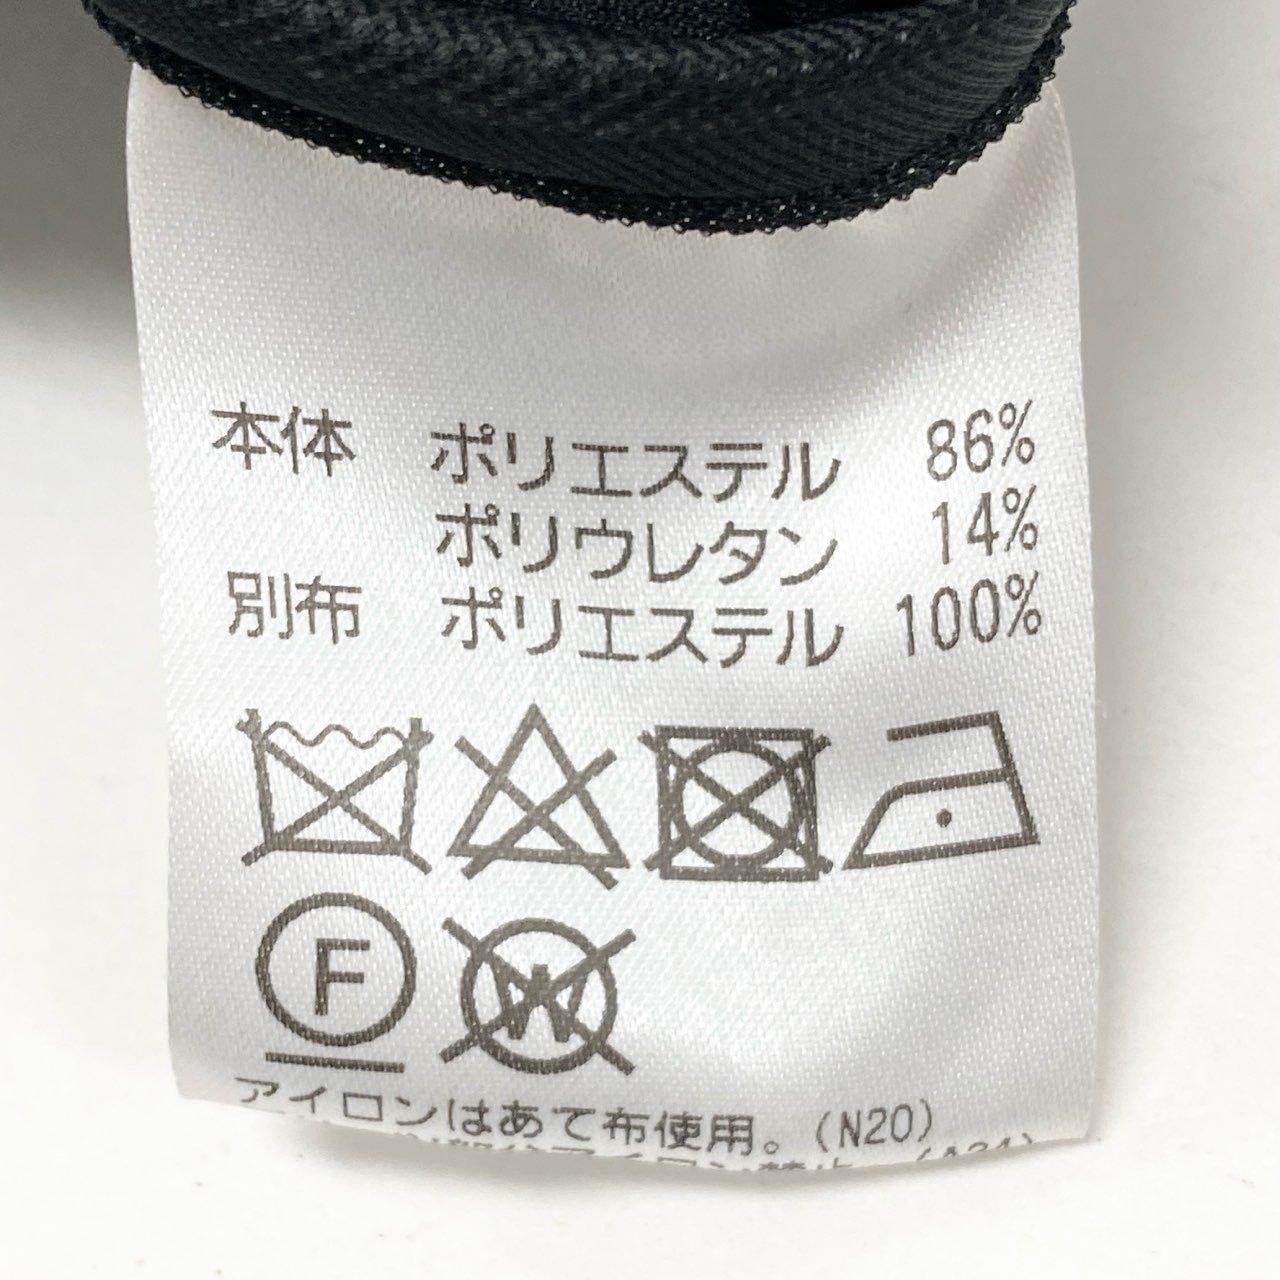 本体 ポリエステル 86%
ポリウレタン 14%
別布 ポリエステル 100%
F
W
アイロンはあて布使用。(N20)